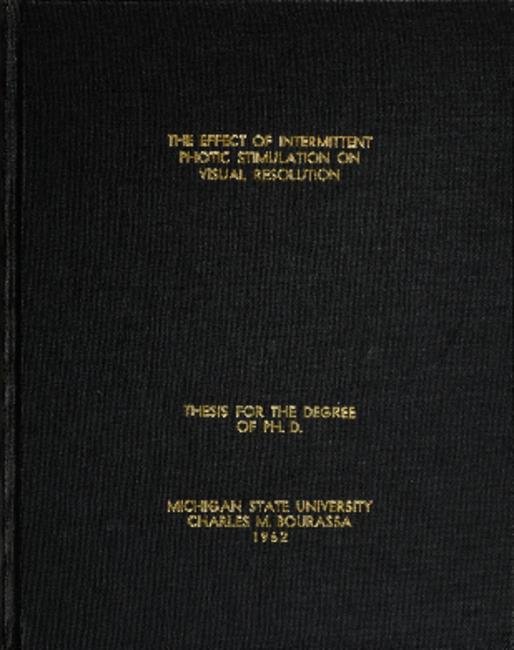 THE EFFECT OF INTERMITTENT
PHOTIC STIMULATION ON
VISUAL RESOLUTION
THESIS FOR THE DEGREE
OF PH. D.
MICHIGAN STATE UNIVERSITY
CHARLES M. BOURASSA
1962